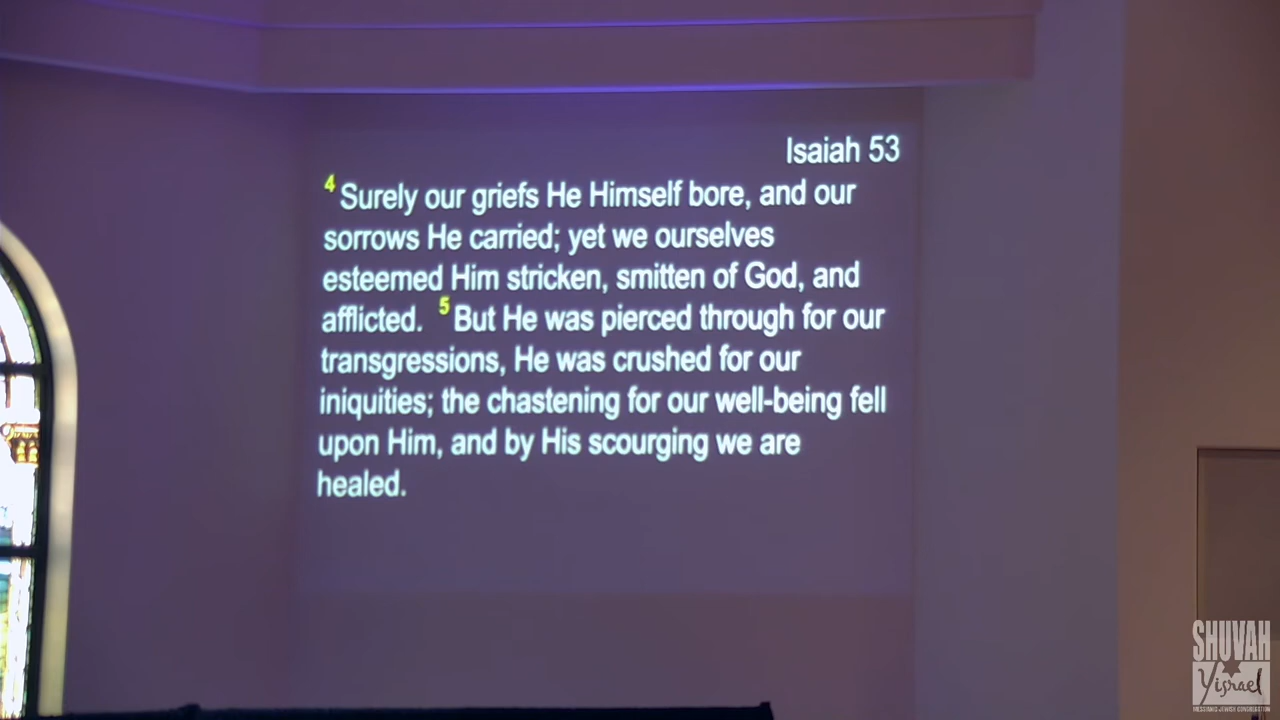 Isaiah 53
4 Surely our griefs He Himself bore, and our
sorrows He carried; yet we ourselves
esteemed Him stricken, smitten of God, and
afflicted. 5 But He was pierced through for our
transgressions, He was crushed for our
iniquities; the chastening for our well-being fell
upon Him, and by His scourging we are
healed.
SHUVAH
Yisrael
MESSIANIC JEWISH CONGREGATION